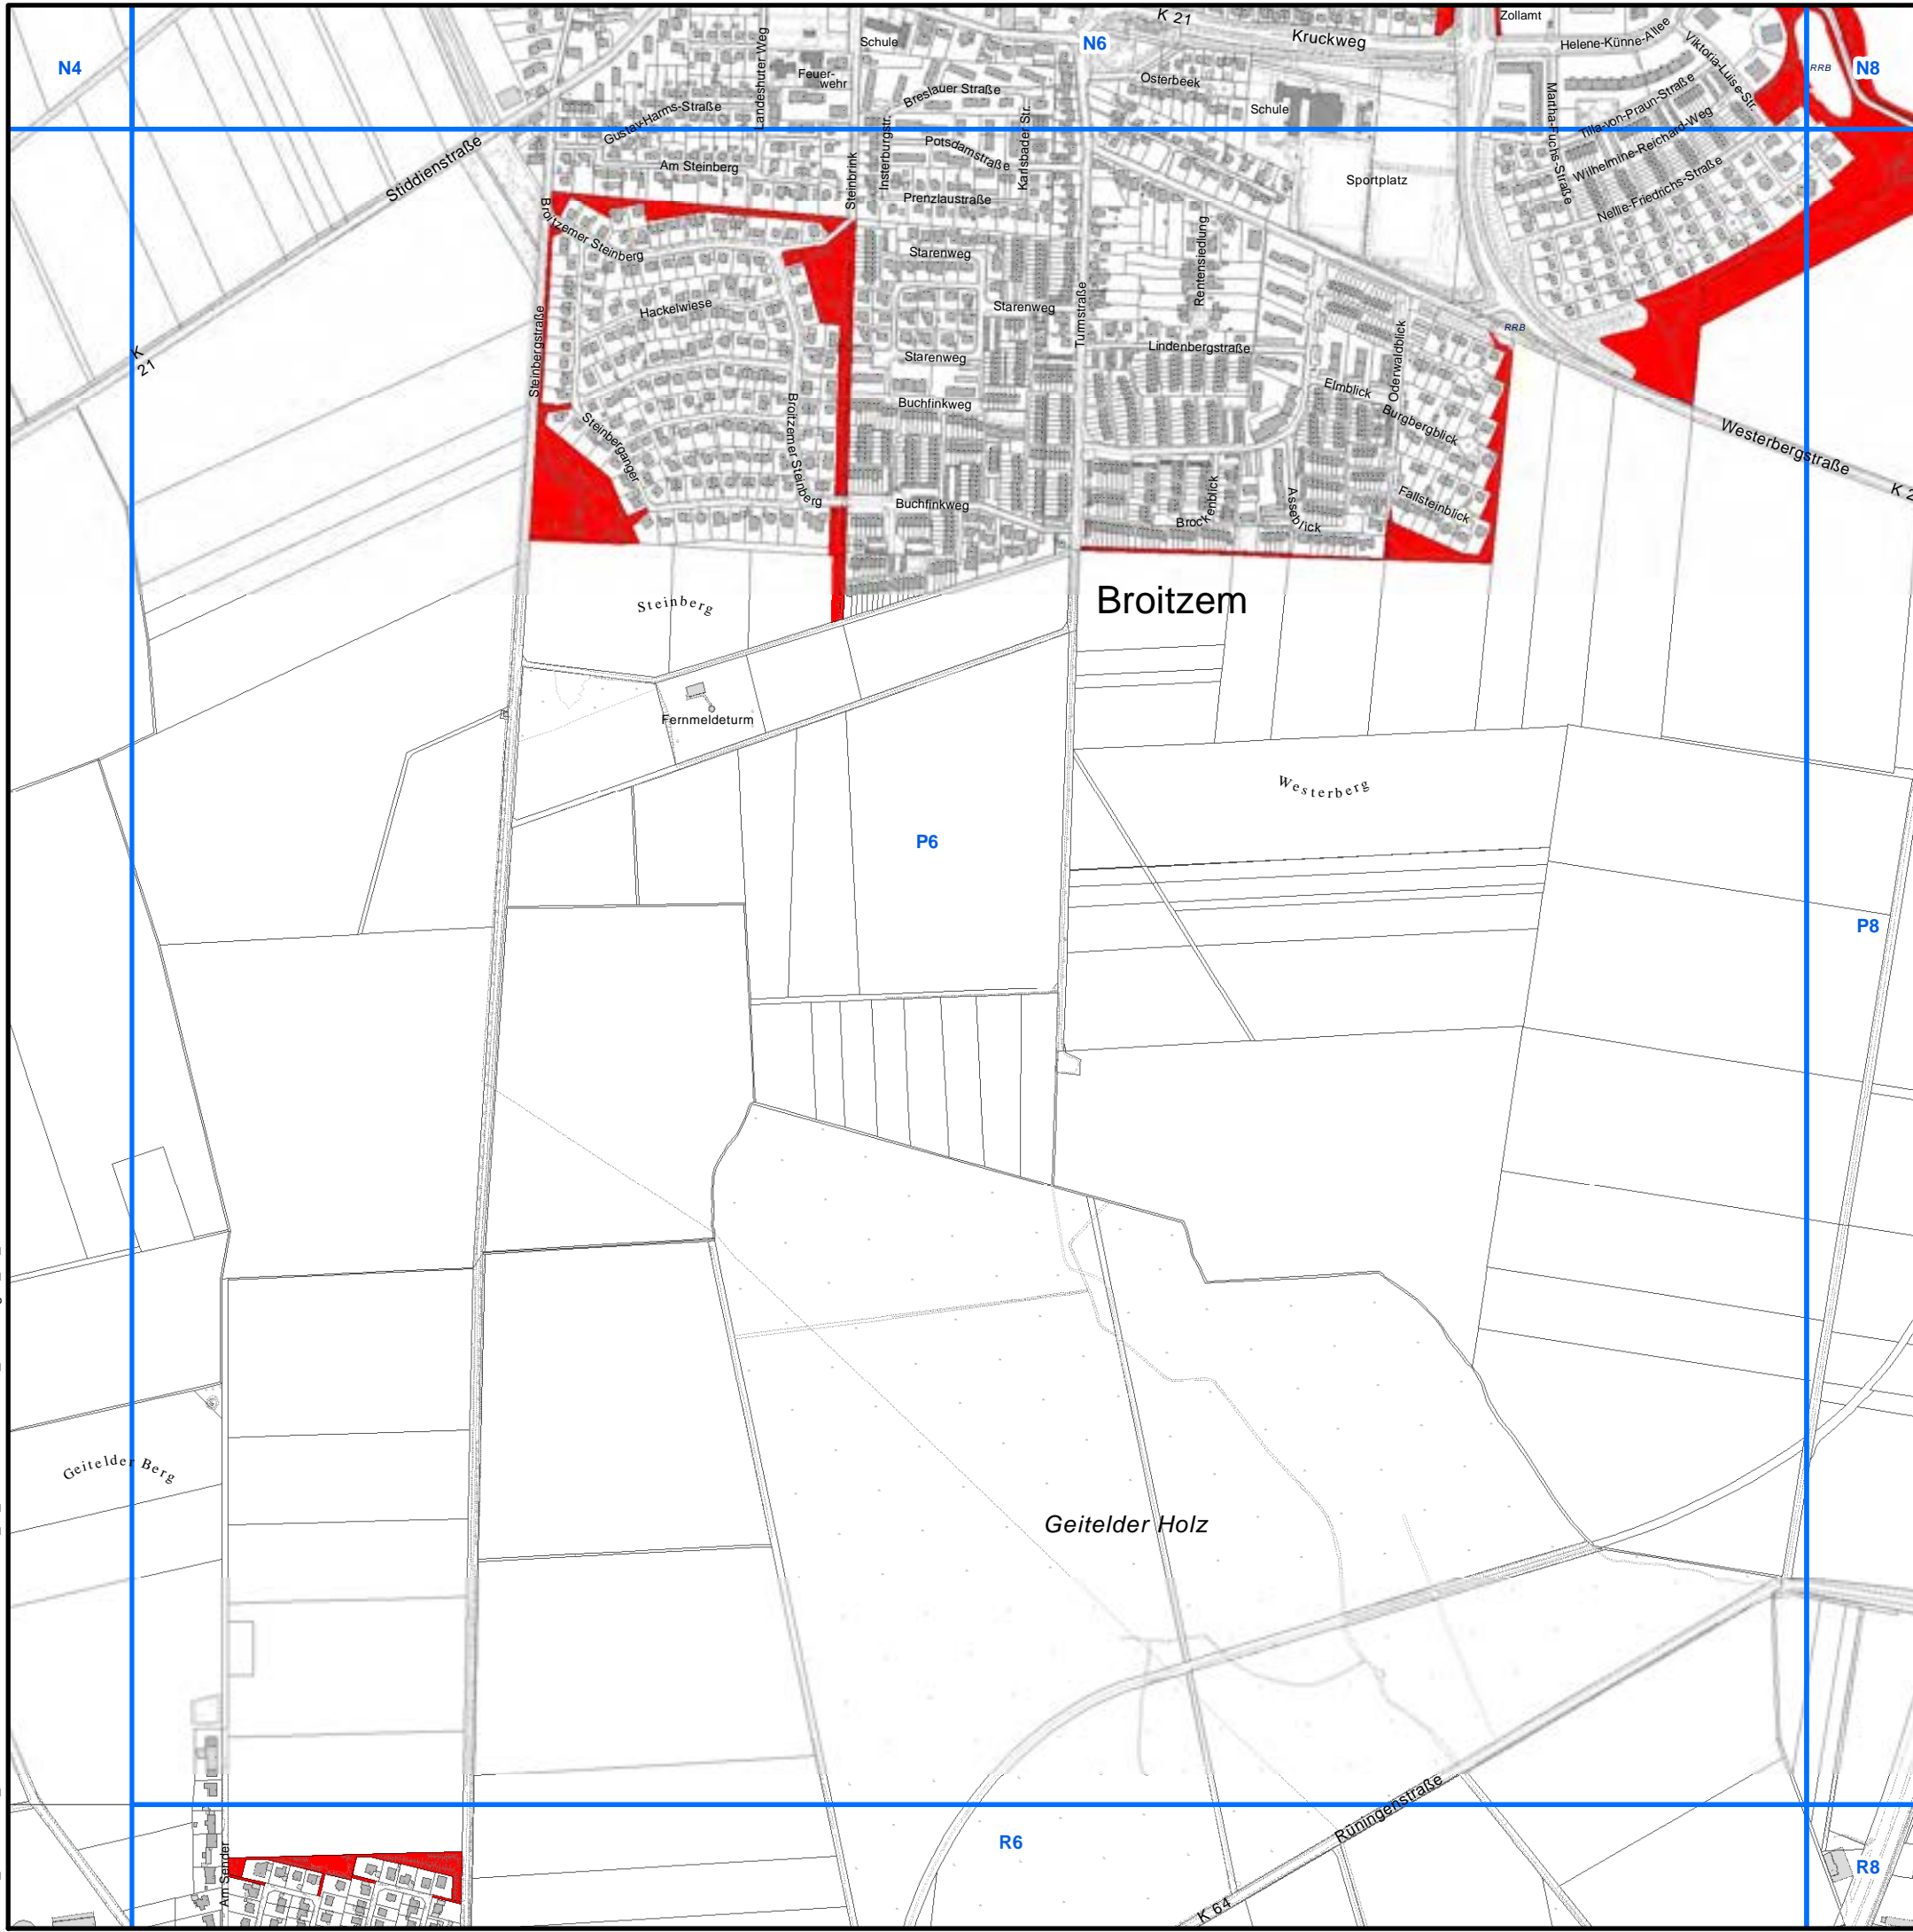 K 21
Zollamt
N6
Schule
Kruckweg
Helene-Künne-Allee
Viktoria-Luise-Str.
N4
Landeshuter Weg
Feuer-
wehr
Osterbeek
RRB
N8
Breslauer Straße
Gustav-Harms-Straße
Schule
Martha-Fuchs-Straße
Tilla-von-Praun-Straße
Insterburgstr.
Karlsbader Str.
Wilhelmine-Reichard-Weg
Stiddienstraße
Am Steinberg
Steinbrink
Potsdamstraße
Sportplatz
Nellie-Friedrichs-Straße
Prenzlaustraße
Broitzemer Steinberg
Starenweg
Rentensiedlung
Hackelwiese
Starenweg
Turmstraße
RRB
Steinbergstraße
K
21
Starenweg
Lindenbergstraße
Oderwaldblick
Elmblick
Buchfinkweg
Burgbergblick
Steinberganger
Broitzemer Steinberg
Westerbergstraße
K 2
Buchfinkweg
Brockenblick
Asseblick
Fallsteinblick
Steinberg
Broitzem
Fernmeldeturm
Westerberg
P6
P8
Geitelder Berg
Geitelder Holz
Rüningenstraße
R6
R8
Am Sender
K 64